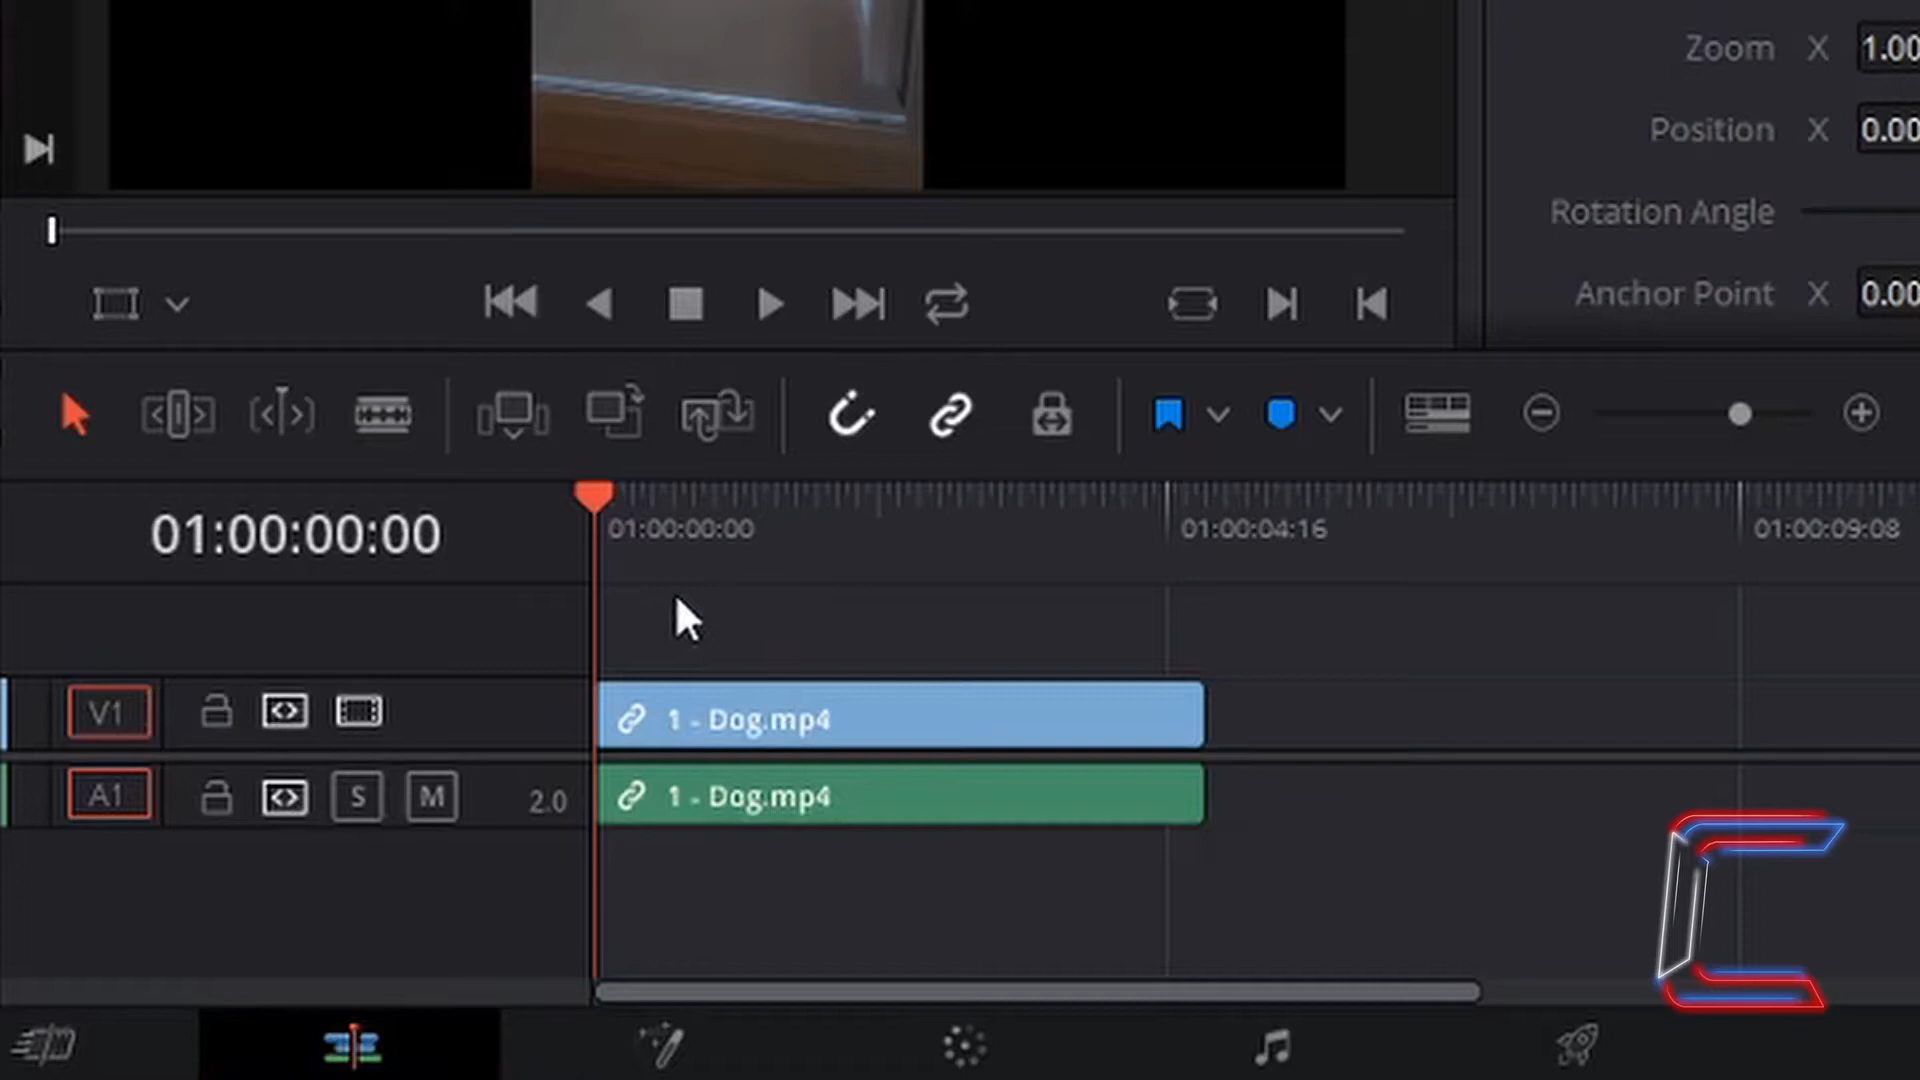 Zoom X 1.00
Position X 0.00
Rotation Angle
Anchor Point X 0.00
01:00:00:00
01:00:00:00 01:00:04:16 01:00:09:08
V1
1 - Dog.mp4
A1 S M 2.0
1 - Dog.mp4